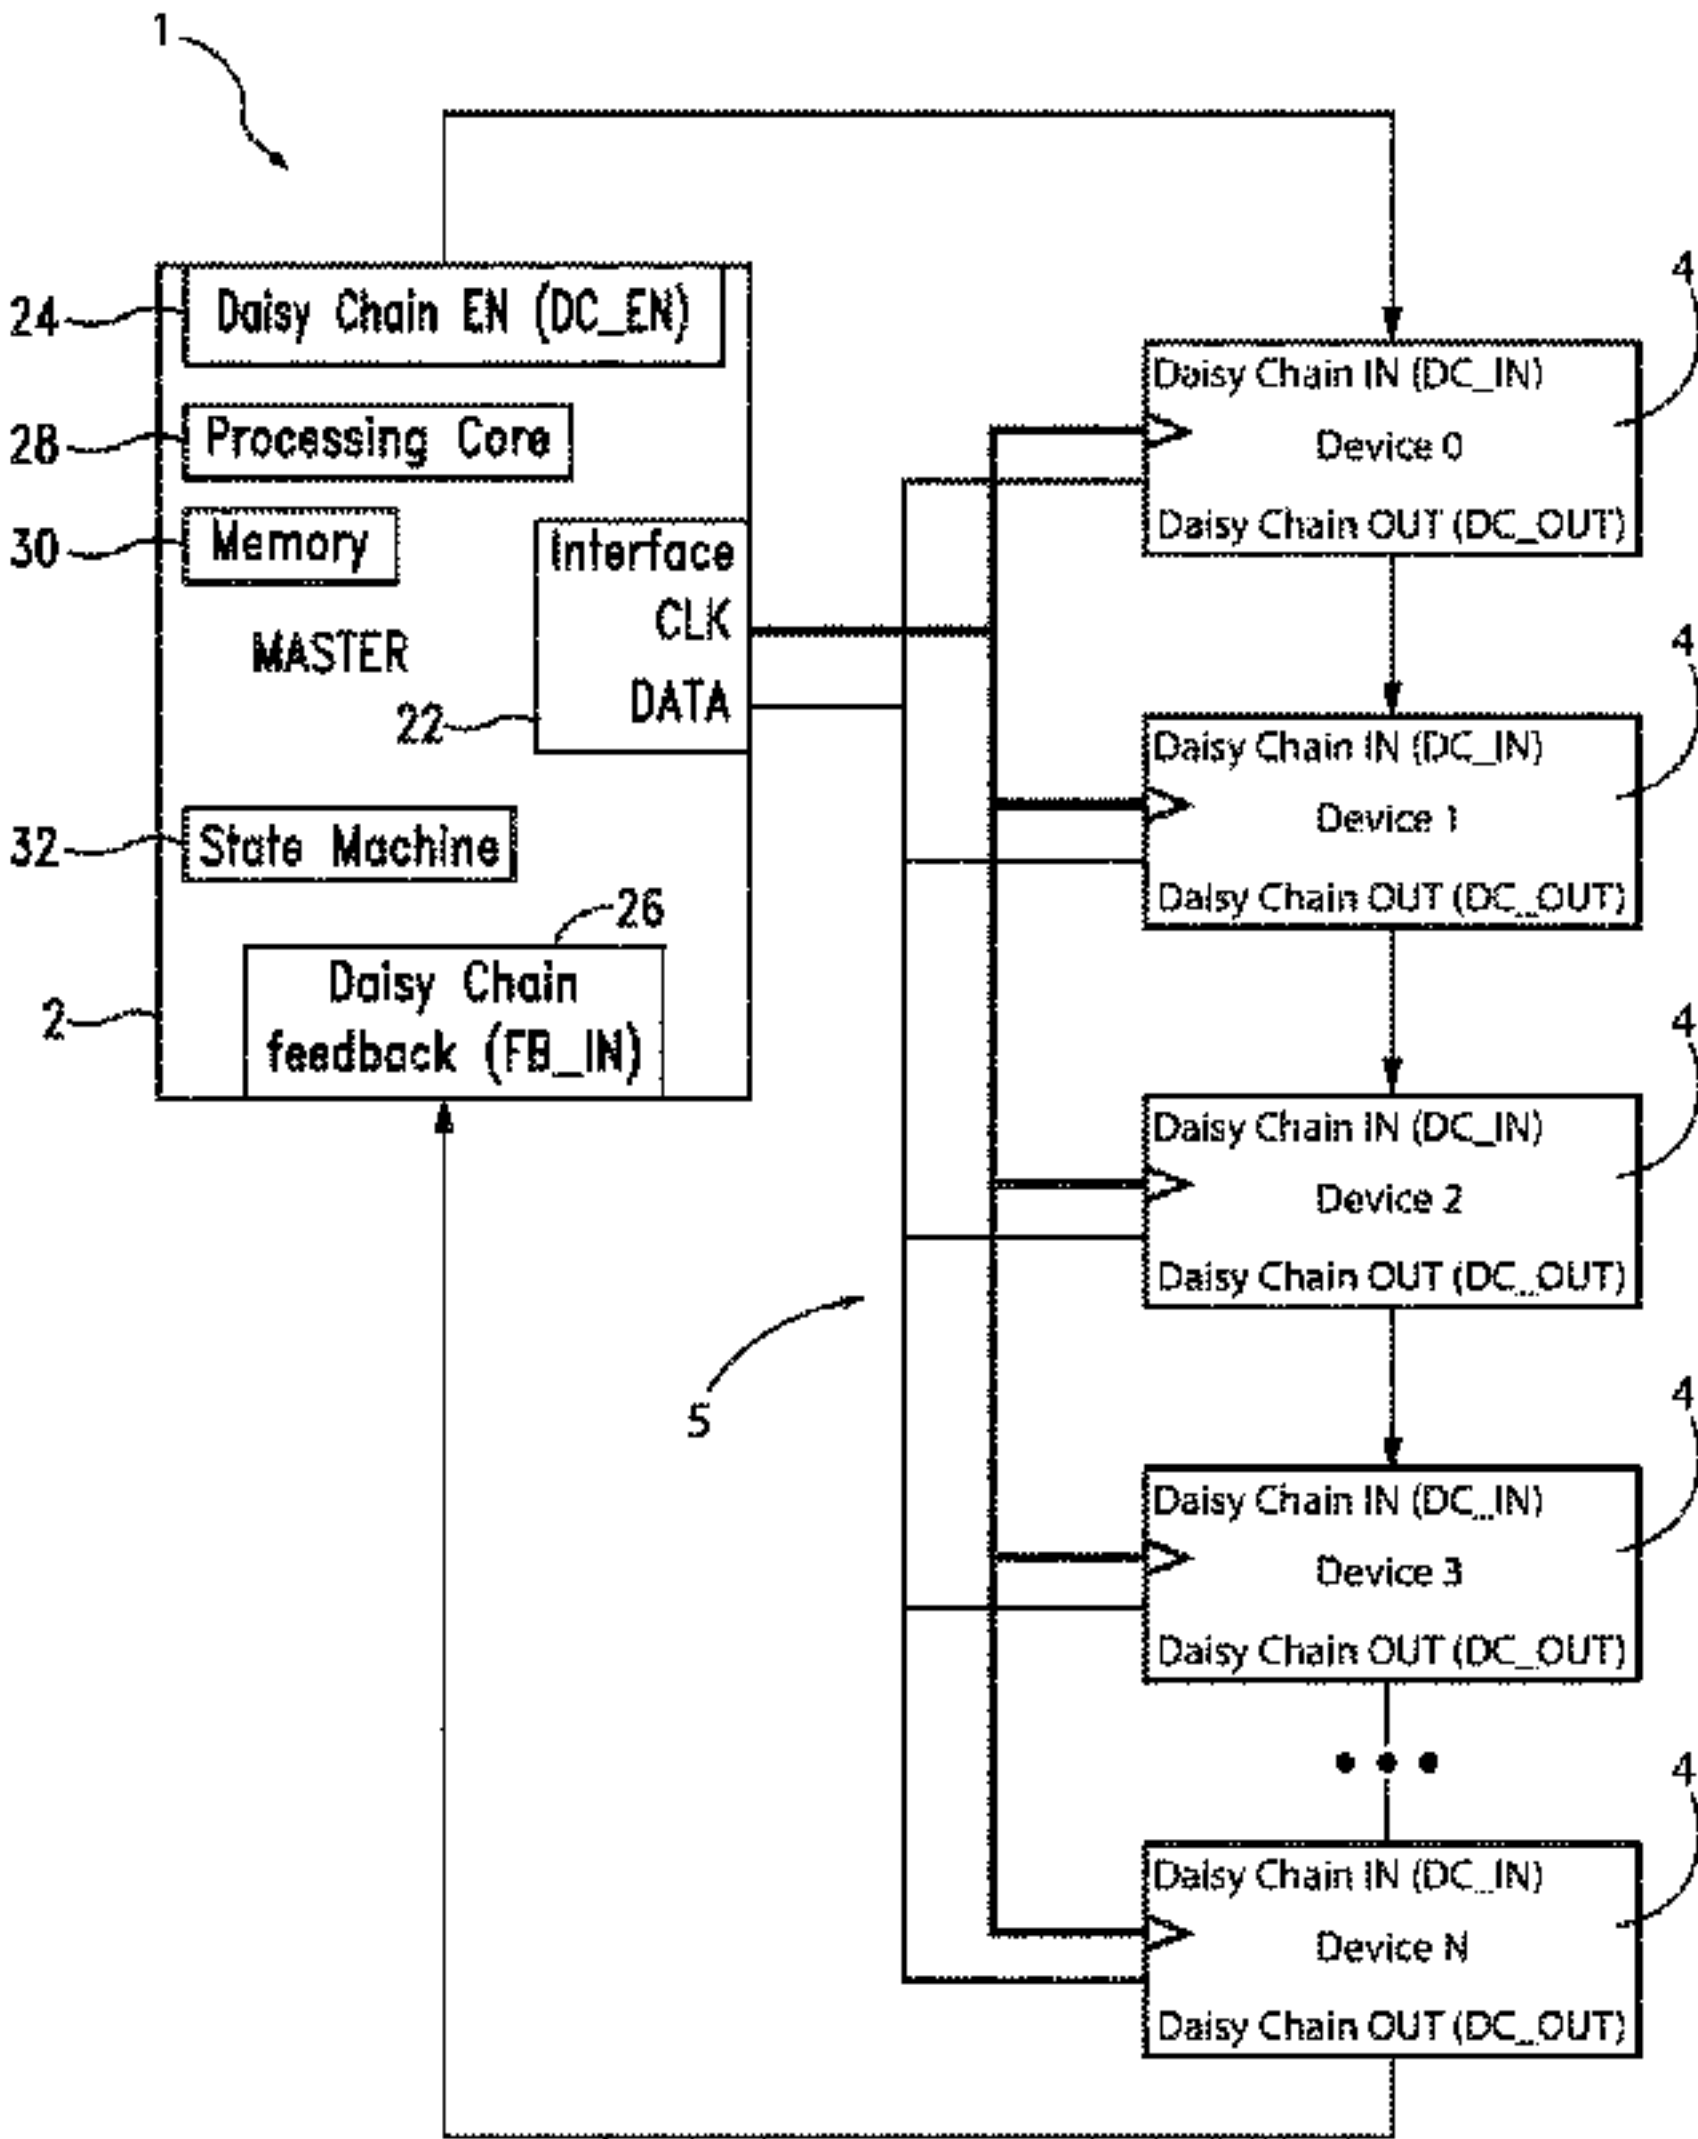 1
24
Daisy Chain EN (DC_EN)
28
Processing Core
30
Memory
Interface
CLK
DATA
MASTER
22
32
State Machine
26
Daisy Chain
feedback (FB_IN)
2
5
4
Daisy Chain IN (DC_IN)
Device 0
Daisy Chain OUT (DC_OUT)
4
Daisy Chain IN (DC_IN)
Device 1
Daisy Chain OUT (DC_OUT)
4
Daisy Chain IN (DC_IN)
Device 2
Daisy Chain OUT (DC_OUT)
4
Daisy Chain IN (DC_IN)
Device 3
Daisy Chain OUT (DC_OUT)
4
Daisy Chain IN (DC_IN)
Device N
Daisy Chain OUT (DC_OUT)